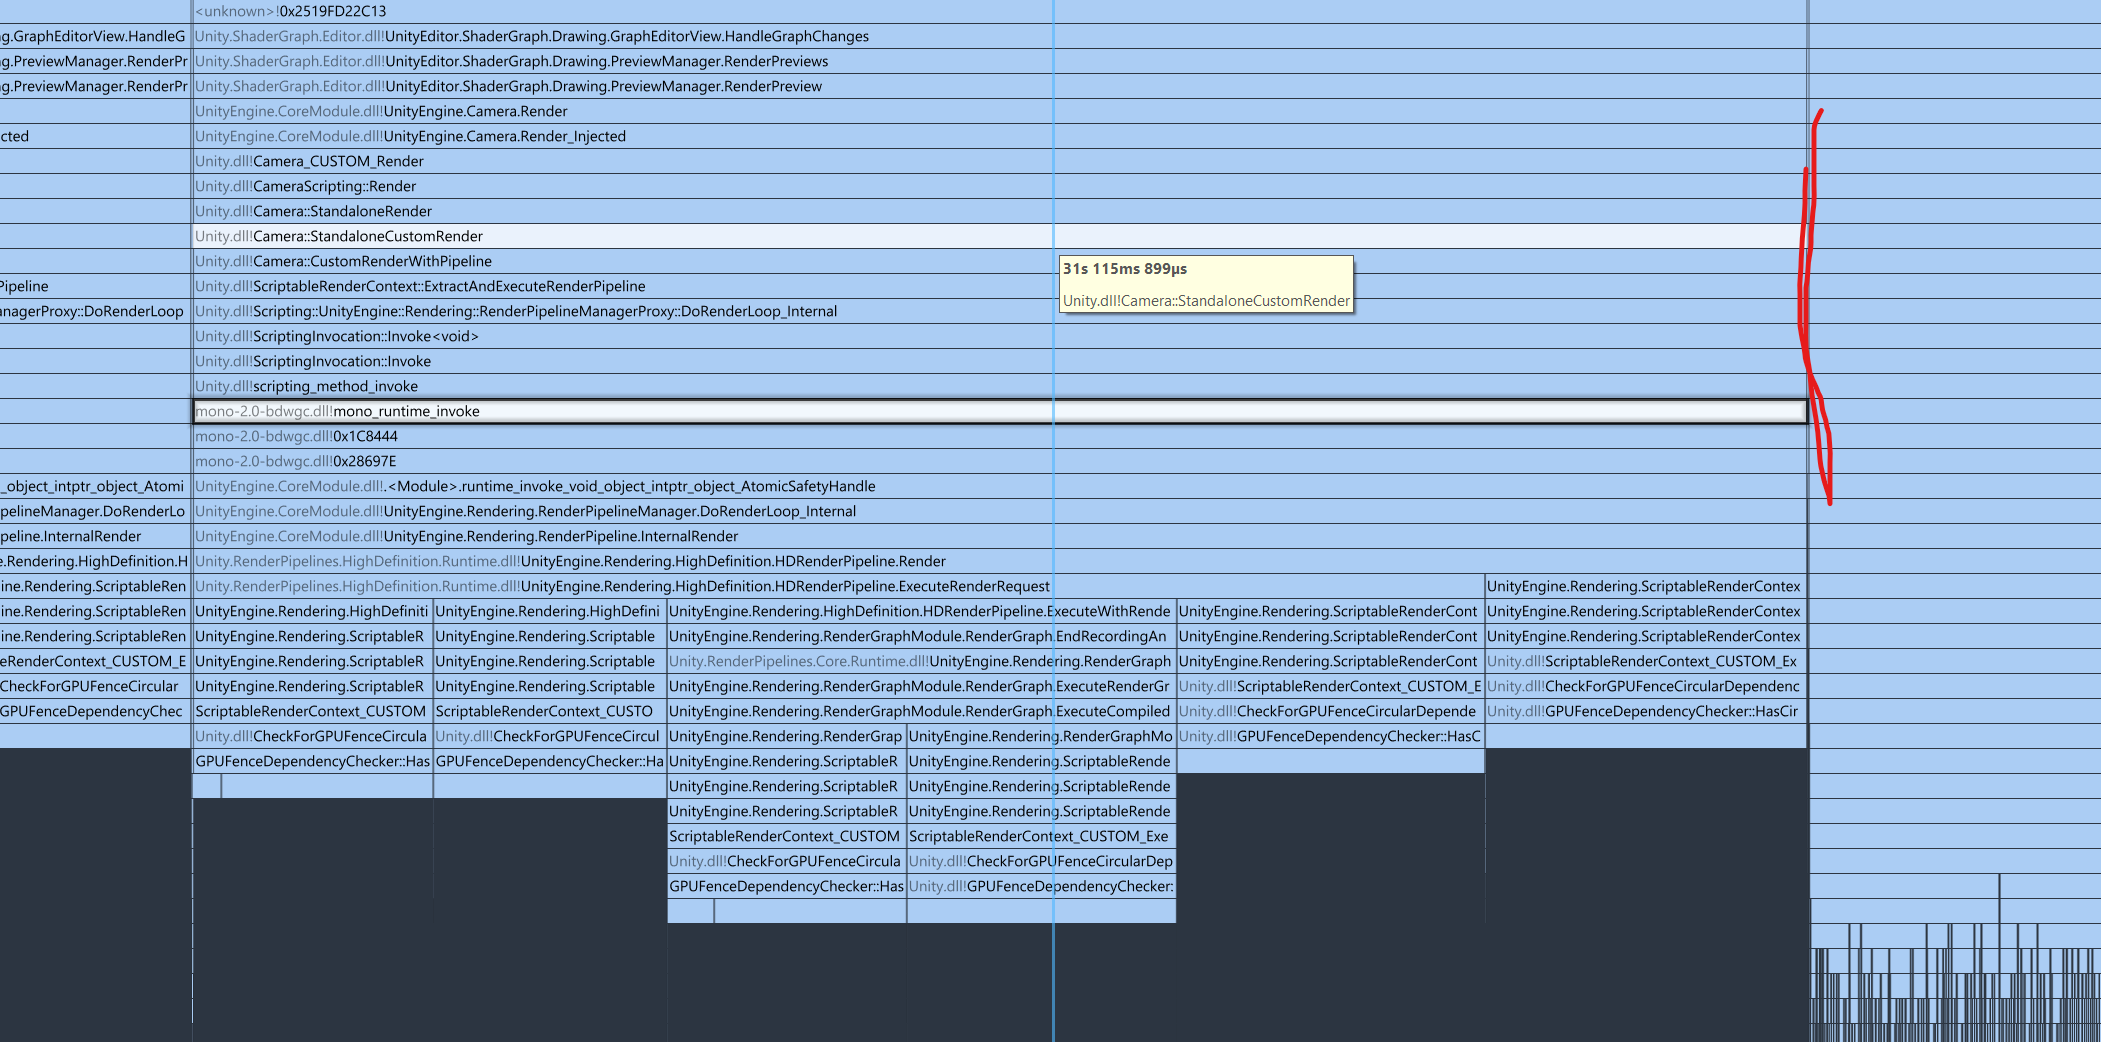 <unknown>!0x2519FD22C13
g.GraphEditorView.HandleG Unity.ShaderGraph.Editor.dll!UnityEditor.ShaderGraph.Drawing.GraphEditorView.HandleGraphChanges
g.PreviewManager.RenderPr Unity.ShaderGraph.Editor.dll!UnityEditor.ShaderGraph.Drawing.PreviewManager.RenderPreviews
g.PreviewManager.RenderPr Unity.ShaderGraph.Editor.dll!UnityEditor.ShaderGraph.Drawing.PreviewManager.RenderPreview
UnityEngine.CoreModule.dll!UnityEngine.Camera.Render
cted UnityEngine.CoreModule.dll!UnityEngine.Camera.Render_Injected
Unity.dll!Camera_CUSTOM_Render
Unity.dll!CameraScripting::Render
Unity.dll!Camera::StandaloneRender
Unity.dll!Camera::StandaloneCustomRender
Unity.dll!Camera::CustomRenderWithPipeline
31s 115ms 899µs
Pipeline Unity.dll!ScriptableRenderContext::ExtractAndExecuteRenderPipeline
Unity.dll!Camera::StandaloneCustomRender
anagerProxy::DoRenderLoop Unity.dll!Scripting::UnityEngine::Rendering::RenderPipelineManagerProxy::DoRenderLoop_Internal
Unity.dll!ScriptingInvocation::Invoke<void>
Unity.dll!ScriptingInvocation::Invoke
Unity.dll!scripting_method_invoke
mono-2.0-bdwgc.dll!mono_runtime_invoke
mono-2.0-bdwgc.dll!0x1C8444
mono-2.0-bdwgc.dll!0x28697E
_object_intptr_object_Atomi UnityEngine.CoreModule.dll!.<Module>.runtime_invoke_void_object_intptr_object_AtomicSafetyHandle
pelineManager.DoRenderLo UnityEngine.CoreModule.dll!UnityEngine.Rendering.RenderPipelineManager.DoRenderLoop_Internal
peline.InternalRender UnityEngine.CoreModule.dll!UnityEngine.Rendering.RenderPipeline.InternalRender
e.Rendering.HighDefinition.H Unity.RenderPipelines.HighDefinition.Runtime.dll!UnityEngine.Rendering.HighDefinition.HDRenderPipeline.Render
ine.Rendering.ScriptableRen Unity.RenderPipelines.HighDefinition.Runtime.dll!UnityEngine.Rendering.HighDefinition.HDRenderPipeline.ExecuteRenderRequest UnityEngine.Rendering.ScriptableRenderContex
ine.Rendering.ScriptableRen UnityEngine.Rendering.HighDefiniti UnityEngine.Rendering.HighDefini UnityEngine.Rendering.HighDefinition.HDRenderPipeline.ExecuteWithRende UnityEngine.Rendering.ScriptableRenderCont UnityEngine.Rendering.ScriptableRenderContex
ine.Rendering.ScriptableRen UnityEngine.Rendering.ScriptableR UnityEngine.Rendering.Scriptable UnityEngine.Rendering.RenderGraphModule.RenderGraph.EndRecordingAn UnityEngine.Rendering.ScriptableRenderCont UnityEngine.Rendering.ScriptableRenderContex
eRenderContext_CUSTOM_E UnityEngine.Rendering.ScriptableR UnityEngine.Rendering.Scriptable Unity.RenderPipelines.Core.Runtime.dll!UnityEngine.Rendering.RenderGraph UnityEngine.Rendering.ScriptableRenderCont Unity.dll!ScriptableRenderContext_CUSTOM_Ex
CheckForGPUFenceCircular UnityEngine.Rendering.ScriptableR UnityEngine.Rendering.Scriptable UnityEngine.Rendering.RenderGraphModule.RenderGraph.ExecuteRenderGr Unity.dll!ScriptableRenderContext_CUSTOM_E Unity.dll!CheckForGPUFenceCircularDependenc
GPUFenceDependencyChec ScriptableRenderContext_CUSTOM ScriptableRenderContext_CUSTO UnityEngine.Rendering.RenderGraphModule.RenderGraph.ExecuteCompiled Unity.dll!CheckForGPUFenceCircularDepende Unity.dll!GPUFenceDependencyChecker::HasCir
Unity.dll!CheckForGPUFenceCircula Unity.dll!CheckForGPUFenceCircul UnityEngine.Rendering.RenderGrap UnityEngine.Rendering.RenderGraphMo Unity.dll!GPUFenceDependencyChecker::HasC
GPUFenceDependencyChecker::Has GPUFenceDependencyChecker::Ha UnityEngine.Rendering.ScriptableR UnityEngine.Rendering.ScriptableRende
UnityEngine.Rendering.ScriptableR UnityEngine.Rendering.ScriptableRende
UnityEngine.Rendering.ScriptableR UnityEngine.Rendering.ScriptableRende
ScriptableRenderContext_CUSTOM ScriptableRenderContext_CUSTOM_Exe
Unity.dll!CheckForGPUFenceCircula Unity.dll!CheckForGPUFenceCircularDep
GPUFenceDependencyChecker::Has Unity.dll!GPUFenceDependencyChecker: